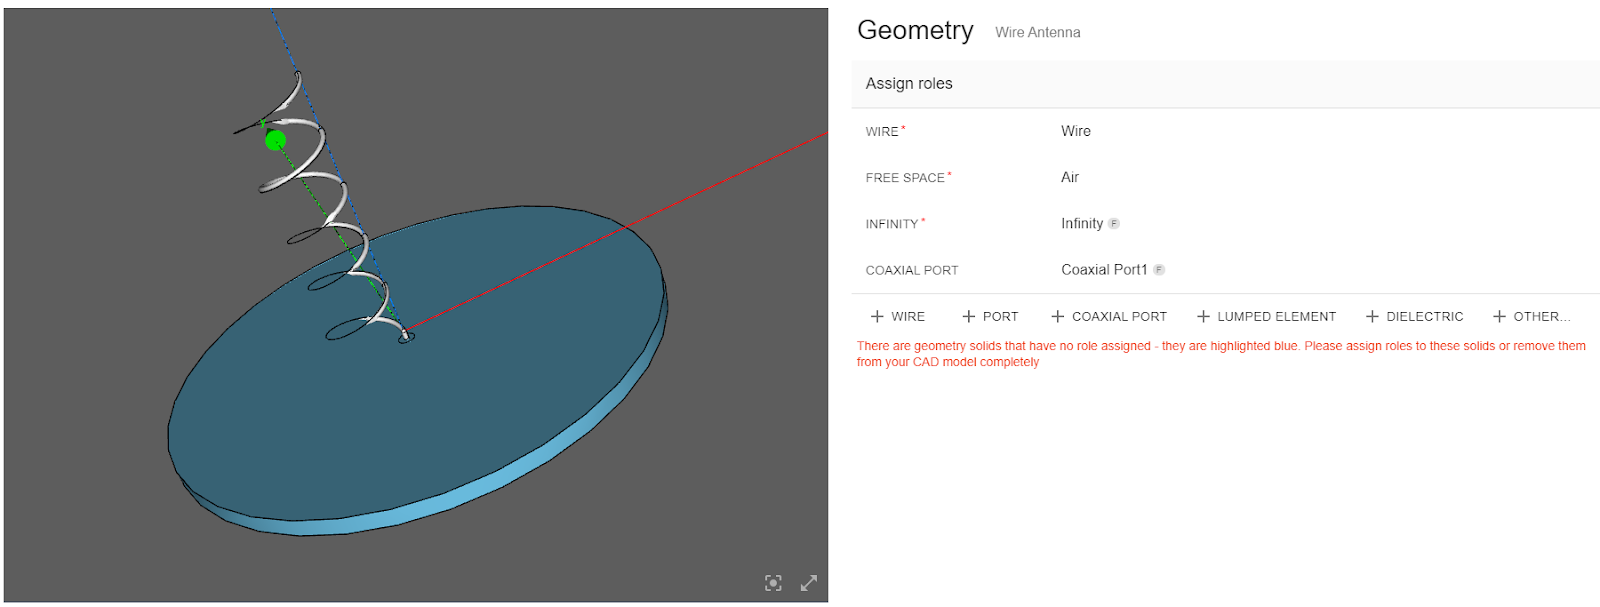 Geometry Wire Antenna
Assign roles
WIRE* Wire
FREE SPACE* Air
INFINITY* Infinity F
COAXIAL PORT Coaxial Port1 F
+ WIRE + PORT + COAXIAL PORT + LUMPED ELEMENT + DIELECTRIC + OTHER...
There are geometry solids that have no role assigned - they are highlighted blue. Please assign roles to these solids or remove them
from your CAD model completely